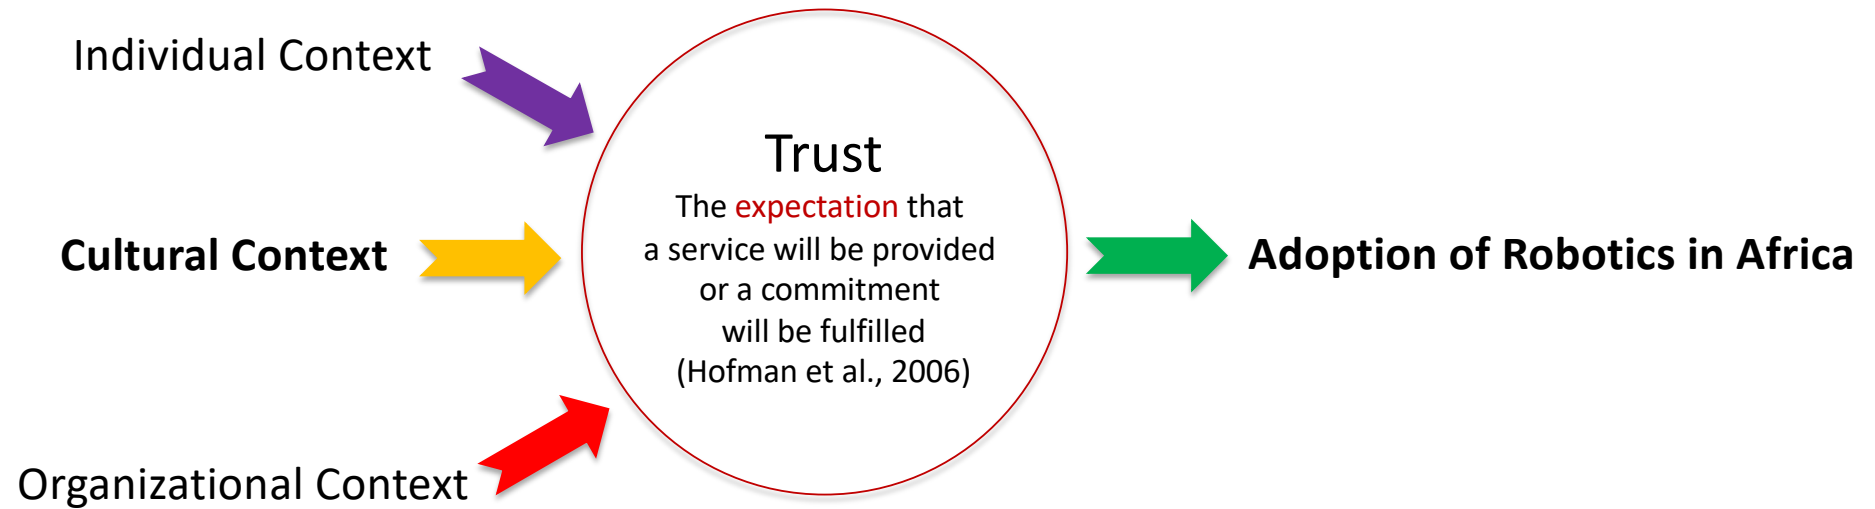 Individual Context
Cultural Context
Organizational Context
Trust
The expectation that
a service will be provided
or a commitment
will be fulfilled
(Hofman et al., 2006)
Adoption of Robotics in Africa